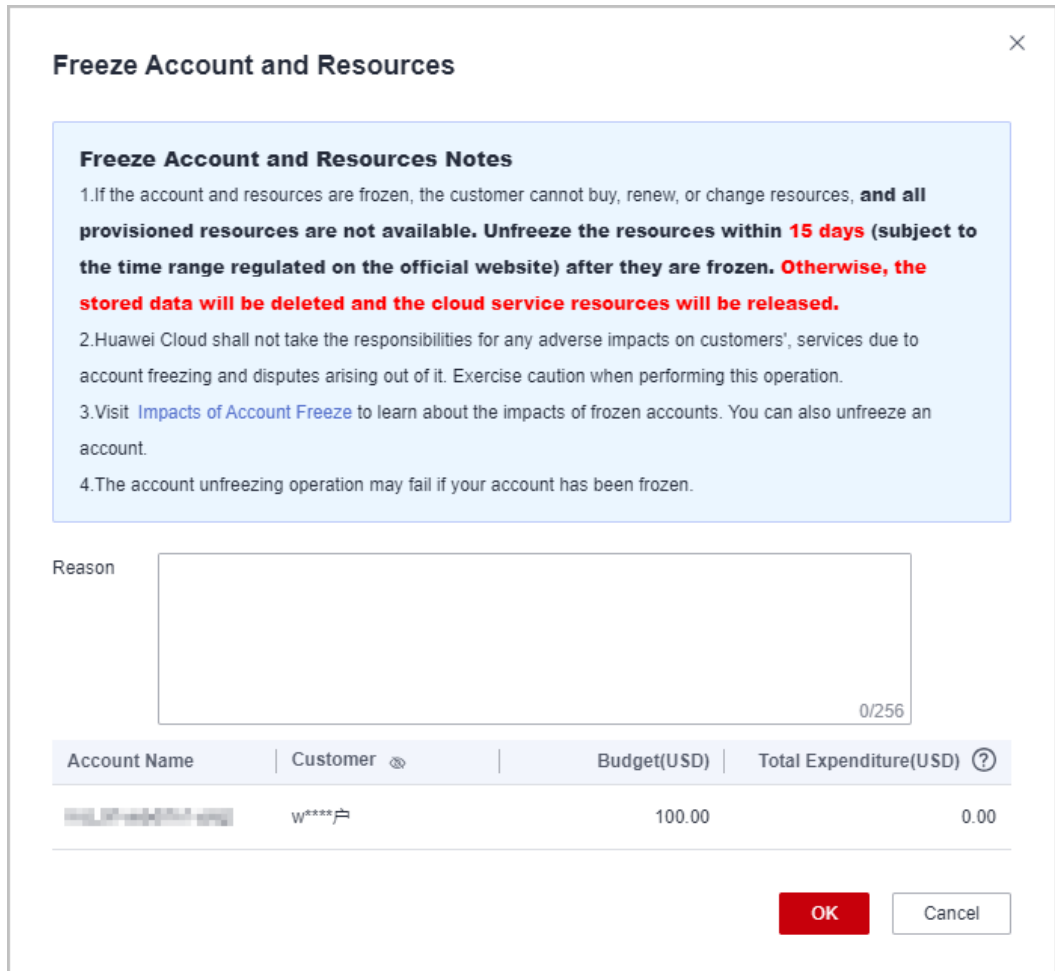 Freeze Account and Resources
Freeze Account and Resources Notes
1.If the account and resources are frozen, the customer cannot buy, renew, or change resources, and all
provisioned resources are not available. Unfreeze the resources within 15 days (subject to
the time range regulated on the official website) after they are frozen. Otherwise, the
stored data will be deleted and the cloud service resources will be released.
2.Huawei Cloud shall not take the responsibilities for any adverse impacts on customers', services due to
account freezing and disputes arising out of it. Exercise caution when performing this operation.
3.Visit Impacts of Account Freeze to learn about the impacts of frozen accounts. You can also unfreeze an
account.
4.The account unfreezing operation may fail if your account has been frozen.
Reason
0/256
Account Name Customer Budget(USD) Total Expenditure(USD) ?
w****户 100.00 0.00
OK Cancel